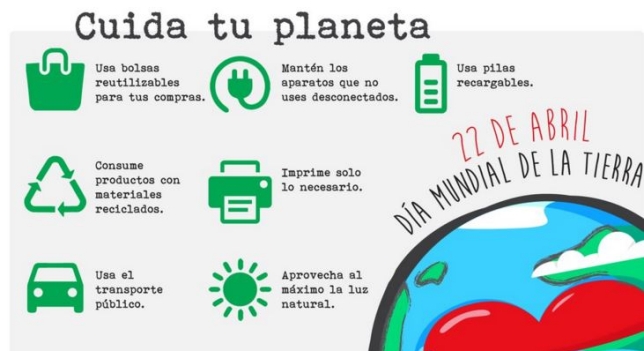 Cuida tu planeta
Usa bolsas
reutilizables
para tus compras.
Mantén los
aparatos que no
uses desconectados.
Usa pilas
recargables.
Consume
productos con
materiales
reciclados.
Imprime solo
lo necesario.
Usa el
transporte
público.
Aprovecha al
máximo la luz
natural.
22 DE ABRIL
DÍA MUNDIAL DE LA TIERRA